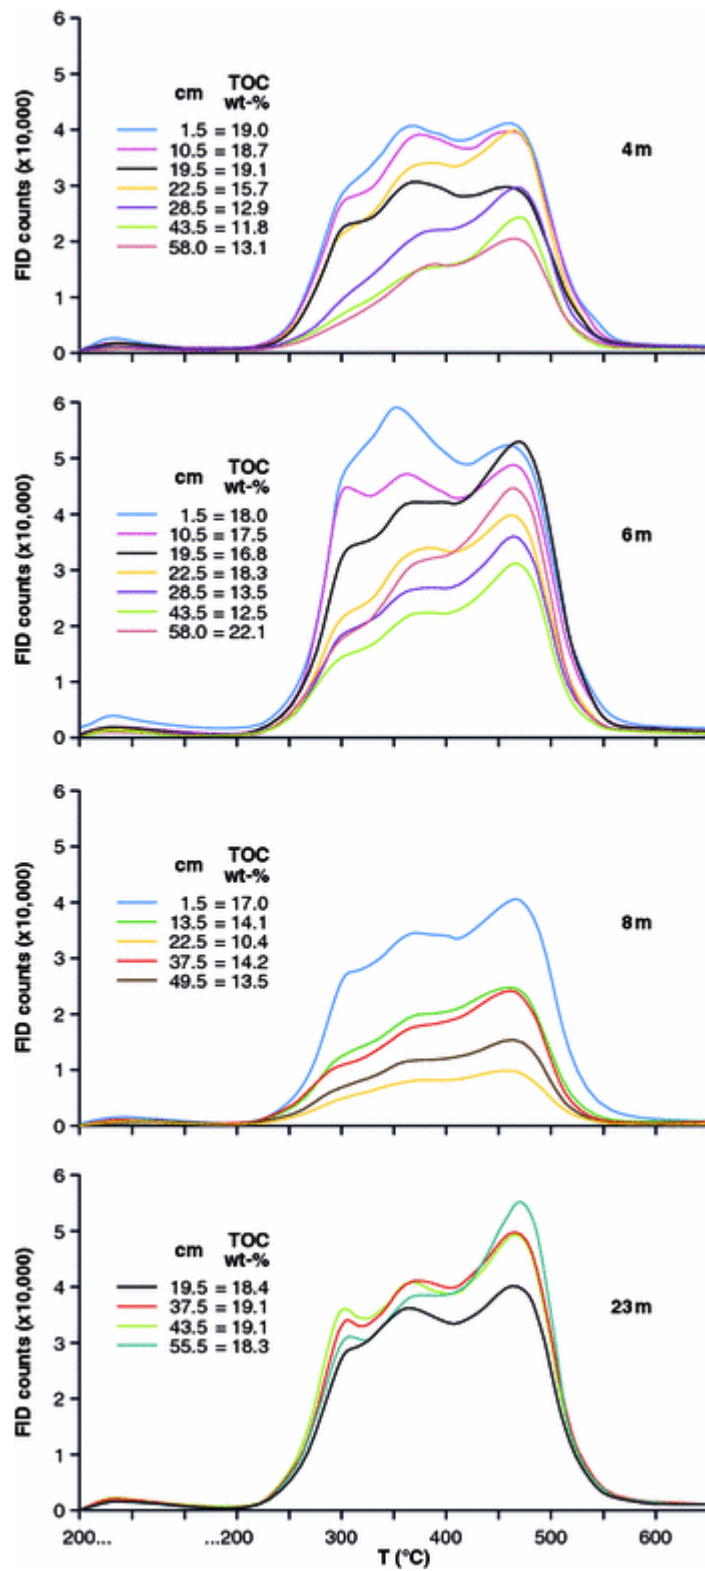 6
5
4
3
2
1
0
FID counts (x 10,000)
cm TOC
wt-%
1.5 = 19.0
10.5 = 18.7
19.5 = 19.1
22.5 = 15.7
28.5 = 12.9
43.5 = 11.8
58.0 = 13.1
4m
6
5
4
3
2
1
0
FID counts (x10,000)
cm TOC
wt-%
1.5 = 18.0
10.5 = 17.5
19.5 = 16.8
22.5 = 18.3
28.5 = 13.5
43.5 = 12.5
58.0 = 22.1
6m
6
5
4
3
2
1
0
FID counts (x10,000)
cm TOC
wt-%
1.5 = 17.0
13.5 = 14.1
22.5 = 10.4
37.5 = 14.2
49.5 = 13.5
8m
6
5
4
3
2
1
0
FID counts (x10,000)
cm TOC
wt-%
19.5 = 18.4
37.5 = 19.1
43.5 = 19.1
55.5 = 18.3
23m
200... ...200 300 400 500 600
T (°C)